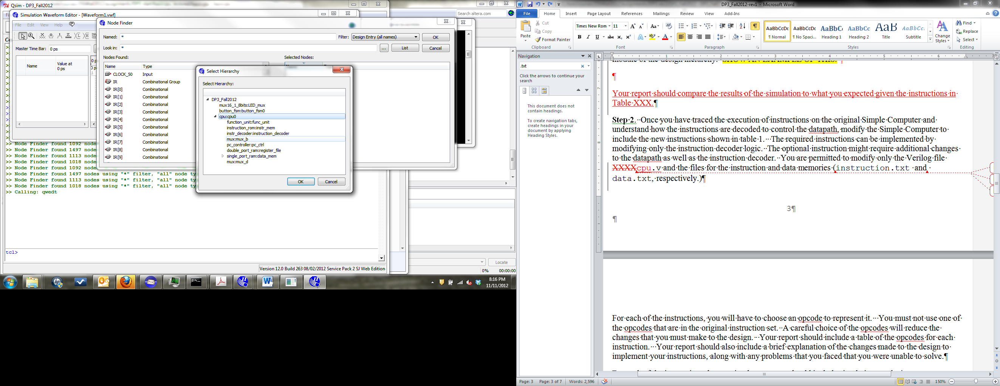 Qsim - DP3_Fall2012
Simulation Waveform Editor - [Waveform1.vwf]
File Edit View Help
Master Time Bar: 0 ps
Name
Value at
0 ps
Node Finder
Named: *
Filter: Design Entry (all names)
OK
Look in: *
... List Cancel
Nodes Found:
Selected Nodes:
Name Type
CLOCK_50 Input
IR Combinational Group
IR[0] Combinational
IR[1] Combinational
IR[2] Combinational
IR[3] Combinational
IR[4] Combinational
IR[5] Combinational
IR[6] Combinational
IR[7] Combinational
IR[8] Combinational
IR[9] Combinational
Select Hierarchy
Select Hierarchy:
DP3_Fall2012
mux16_1_8bits:LED_mux
button_fsm:button_fsm0
cpu:cpu0
function_unit:func_unit
instruction_rom:instr_mem
instr_decoder:instruction_decoder
mux:mux_b
pc_controller:pc_ctrl
double_port_ram:register_file
single_port_ram:data_mem
mux:mux_d
OK Cancel
>> Node Finder found 1092 nodes
>> Node Finder found 1497 nodes
>> Node Finder found 1113 nodes
>> Node Finder found 1018 nodes
>> Node Finder found 1092 nodes
>> Node Finder found 1497 nodes using "*" filter, "all" node ty
>> Node Finder found 1113 nodes using "*" filter, "all" node ty
>> Node Finder found 1018 nodes using "*" filter, "all" node ty
>> Calling: qwedt
tcl>
Version 12.0 Build 263 08/02/2012 Service Pack 2 SJ Web Edition
Search altera.com
Locate
0% 00:00:00
8:16 PM
11/11/2012
DP3_Fall2012-rev1 - Microsoft Word
File Home Insert Page Layout References Mailings Review View Add-Ins
Paste
Cut
Copy
Format Painter
Clipboard
Times New Rom 11
Font
Paragraph
AaBbCcDc AaBbCcDc AaBbC AaBbCc AaB AaBbCc.
¶ Normal ¶ No Spaci... Heading 1 Heading 2 Title Subtitle
Change
Styles
Styles
Find
Replace
Select
Editing
Navigation
.txt
Click the arrows to continue your
search
This document does not
contain headings.
To create navigation tabs,
create headings in your
document by applying
Heading Styles.
module of the design hierarchy. SHOW AN EXAMPLE OF THIS. ¶
¶
Your report should compare the results of the simulation to what you expected given the instructions in
Table XXX.¶
Step 2. Once you have traced the execution of instructions on the original Simple Computer and
understand how the instructions are decoded to control the datapath, modify the Simple Computer to
include the new instructions shown in table 1. The required instructions can be implemented by
modifying only the instruction decoder logic. The optional instruction might require additional changes
to the datapath as well as the instruction decoder. You are permitted to modify only the Verilog file
XXXXcpu.v and the files for the instruction and data memories (instruction.txt and
data.txt, respectively.)¶
3¶
¶
For each of the instructions, you will have to choose an opcode to represent it. You must not use one of
the opcodes that are in the original instruction set. A careful choice of the opcodes will reduce the
changes that you must make to the design. Your report should include a table of the opcodes for each
instruction. Your report should also include a brief explanation of the changes made to the design to
implement your instructions, along with any problems that you faced that you were unable to solve.¶
Page: 3 Page: 3 of 7 Words: 2,596 150%